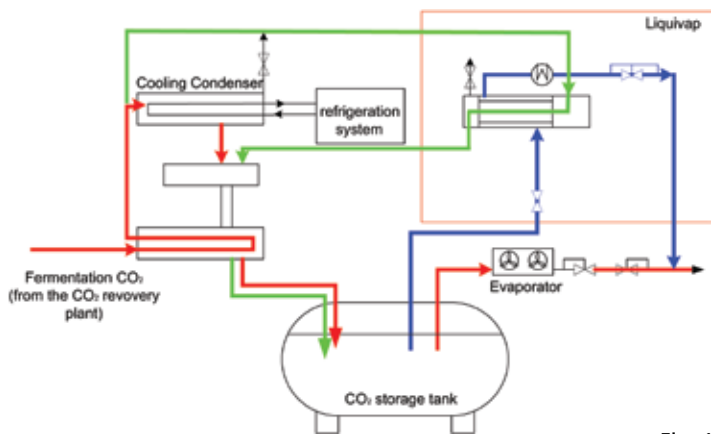 Liquivap
Cooling Condenser
refrigeration
system
Fermentation CO₂
(from the CO₂ revovery
plant)
Evaporator
CO₂ storage tank